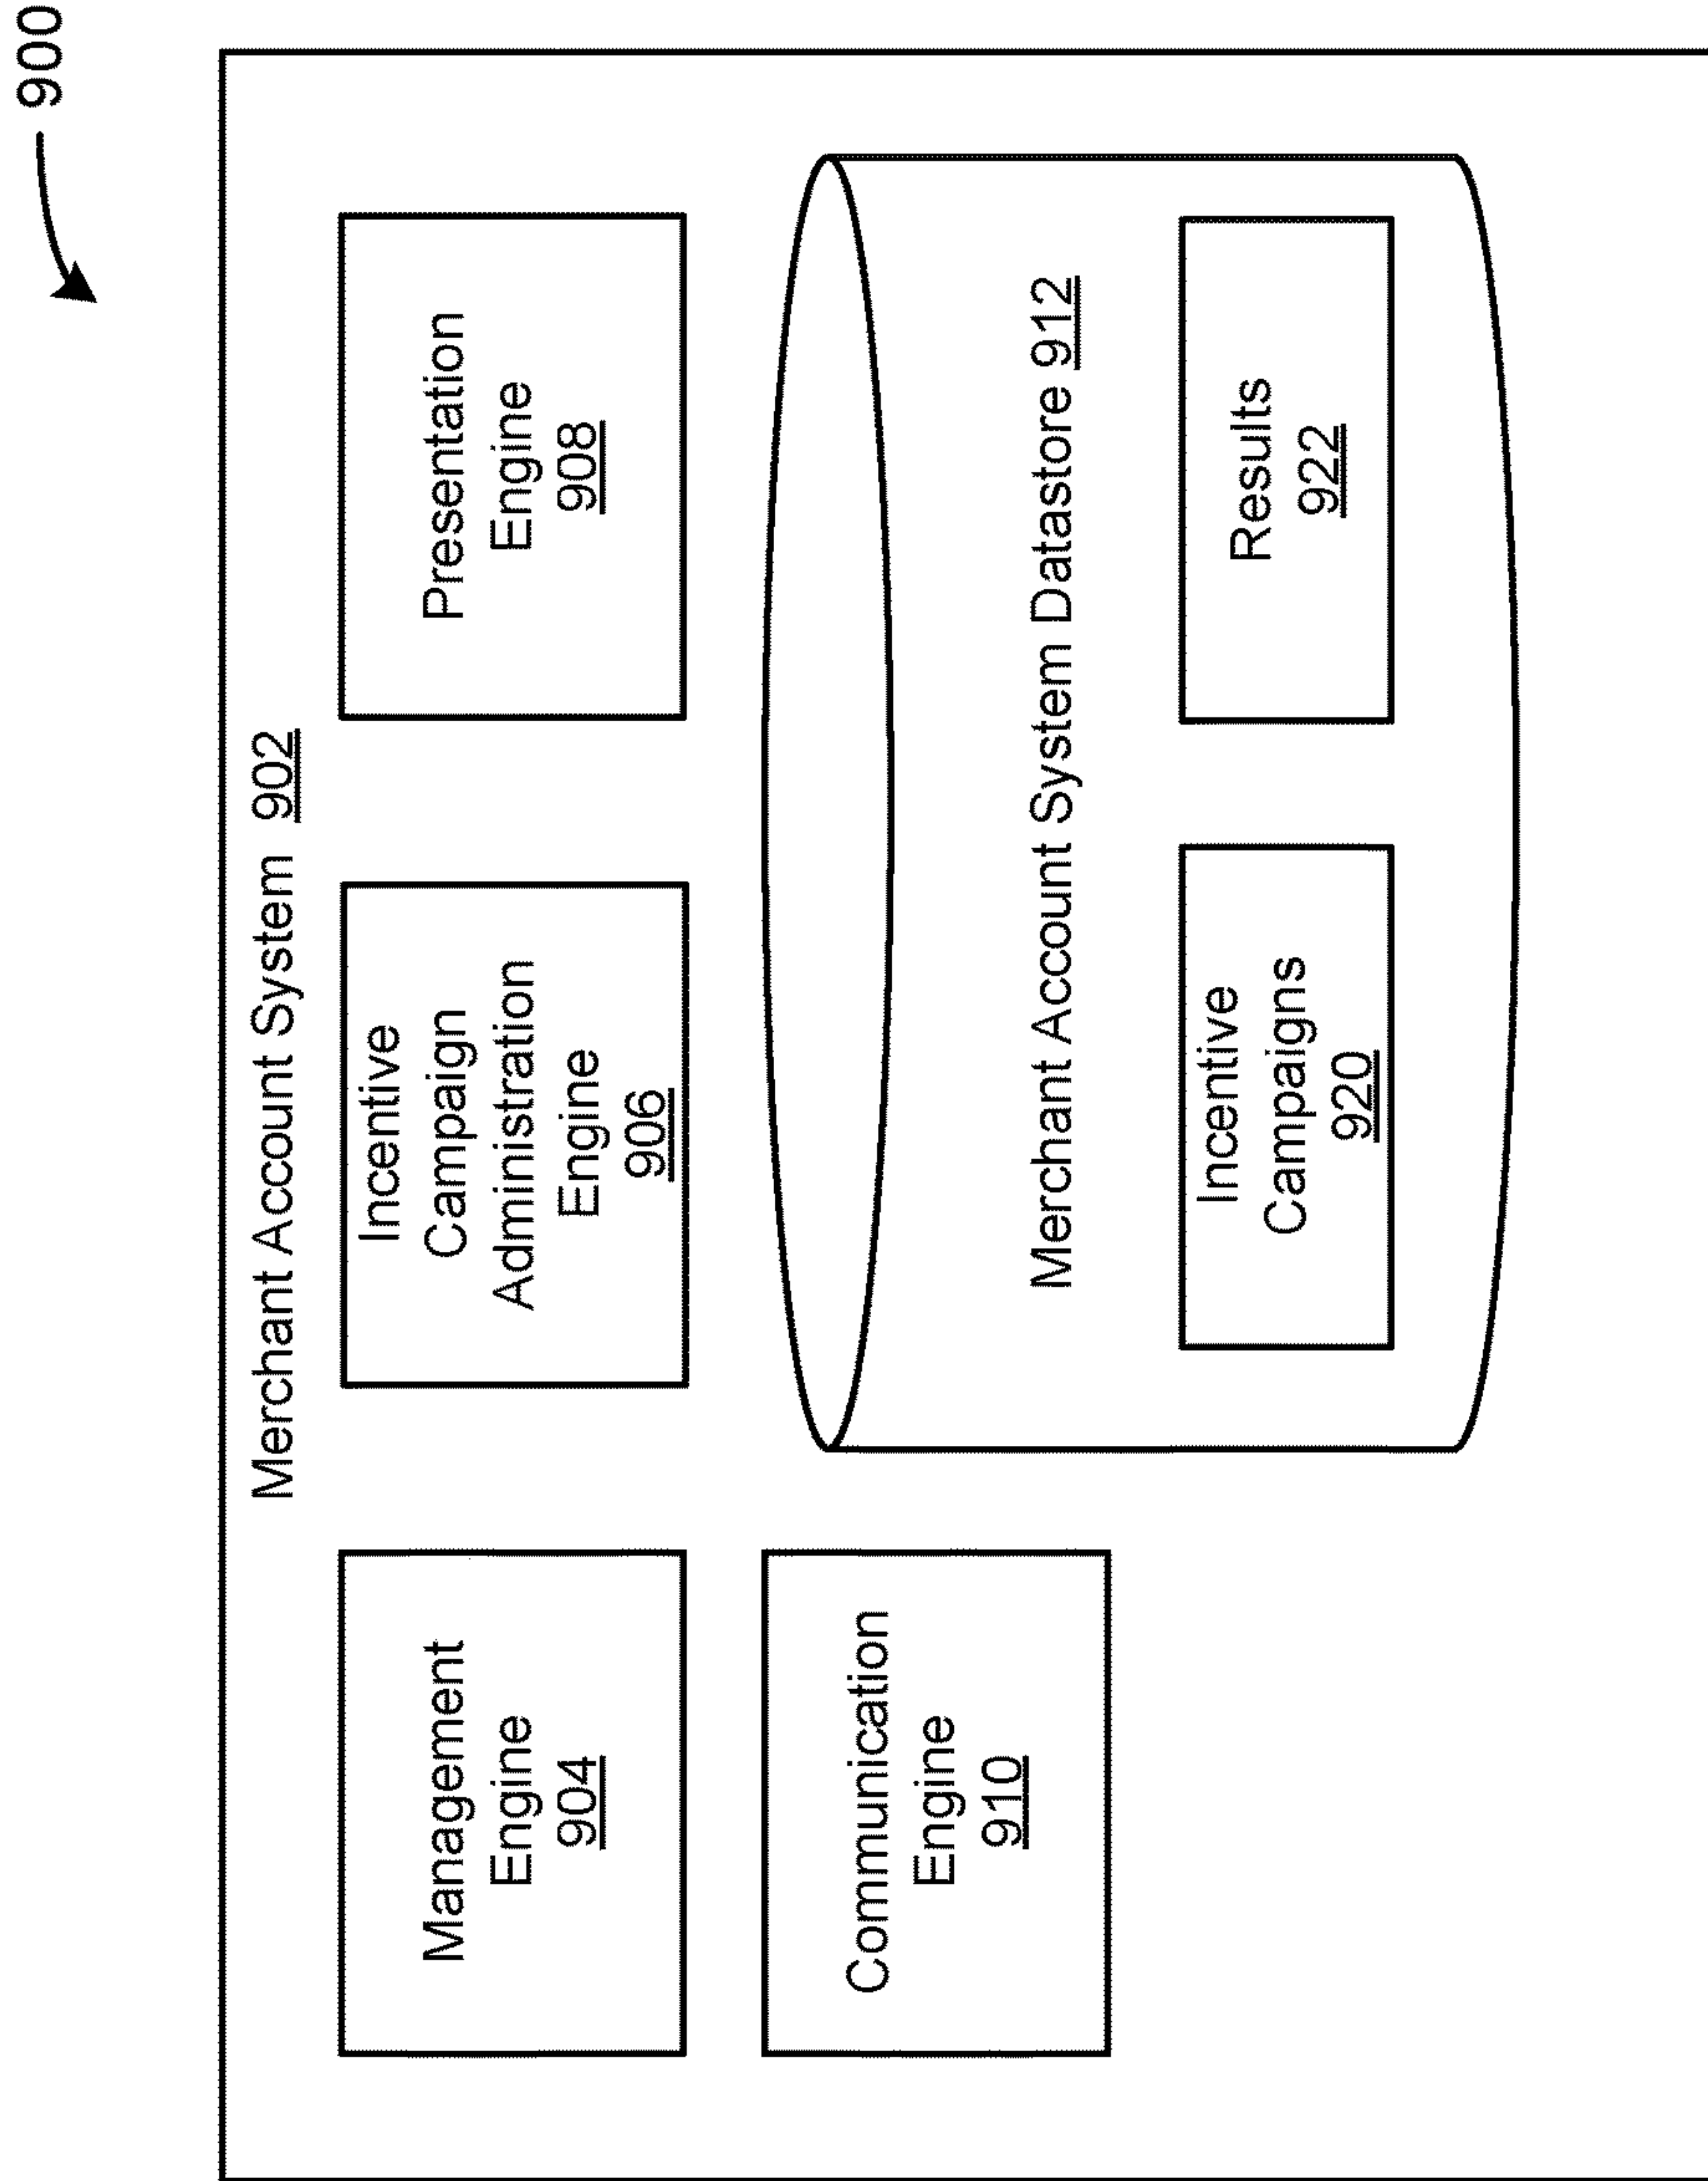 900
Merchant Account System 902
Management
Engine
904
Incentive
Campaign
Administration
Engine
906
Presentation
Engine
908
Communication
Engine
910
Merchant Account System Datastore 912
Incentive
Campaigns
920
Results
922